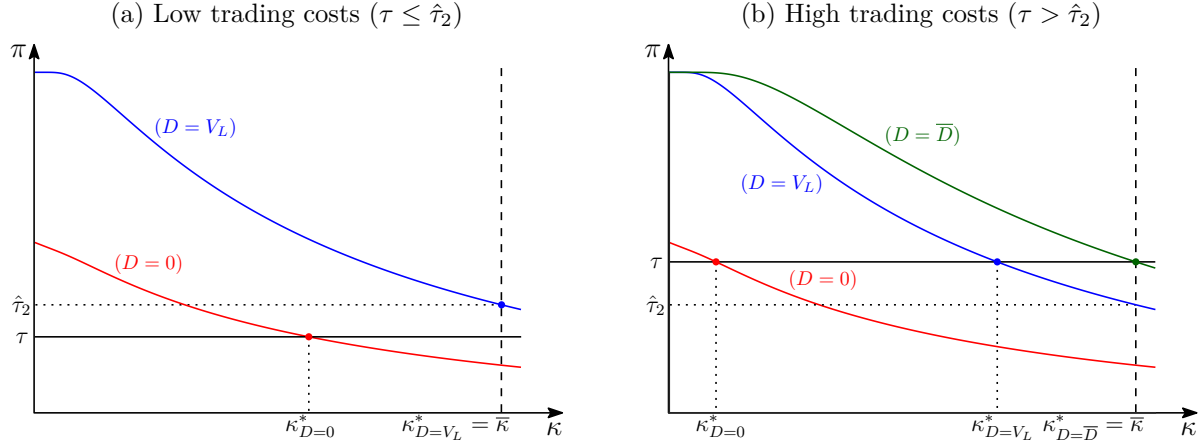 (a) Low trading costs (τ ≤ τ̂₂)
π
(D = V_L)
(D = 0)
τ̂₂
τ
κ*_{D=0}
κ*_{D=V_L} = κ̅
κ
(b) High trading costs (τ > τ̂₂)
π
(D = D̅)
(D = V_L)
τ
(D = 0)
τ̂₂
κ*_{D=0}
κ*_{D=V_L}
κ*_{D=D̅} = κ̅
κ